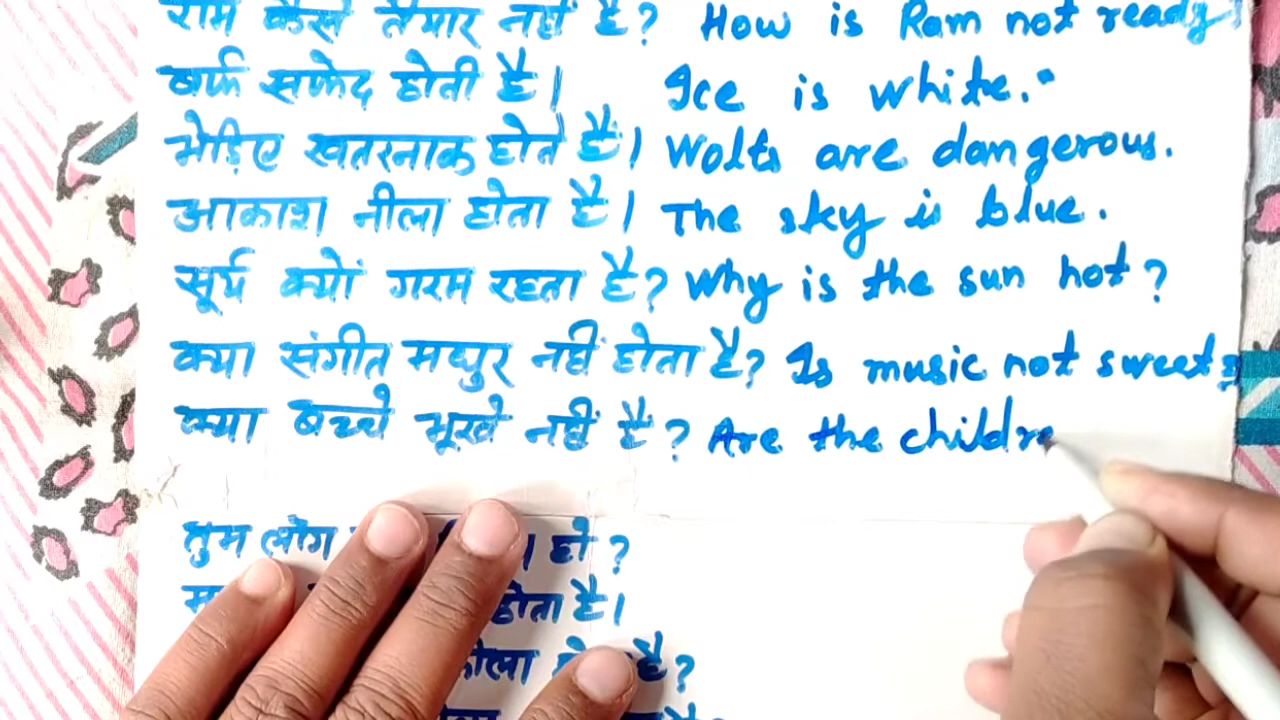 राम कैसे तैयार नहीं है? How is Ram not ready?
बर्फ सफेद होती है। Ice is white.
भेड़िए खतरनाक होते हैं। Wolts are dangerous.
आकाश नीला होता है। The sky is blue.
सूर्य क्यों गरम रहता है? Why is the sun hot?
क्या संगीत मधुर नहीं होता है? Is music not sweet?
क्या बच्चे भूखे नहीं है? Are the childre
तुम लोग हो?
होता है।
है?